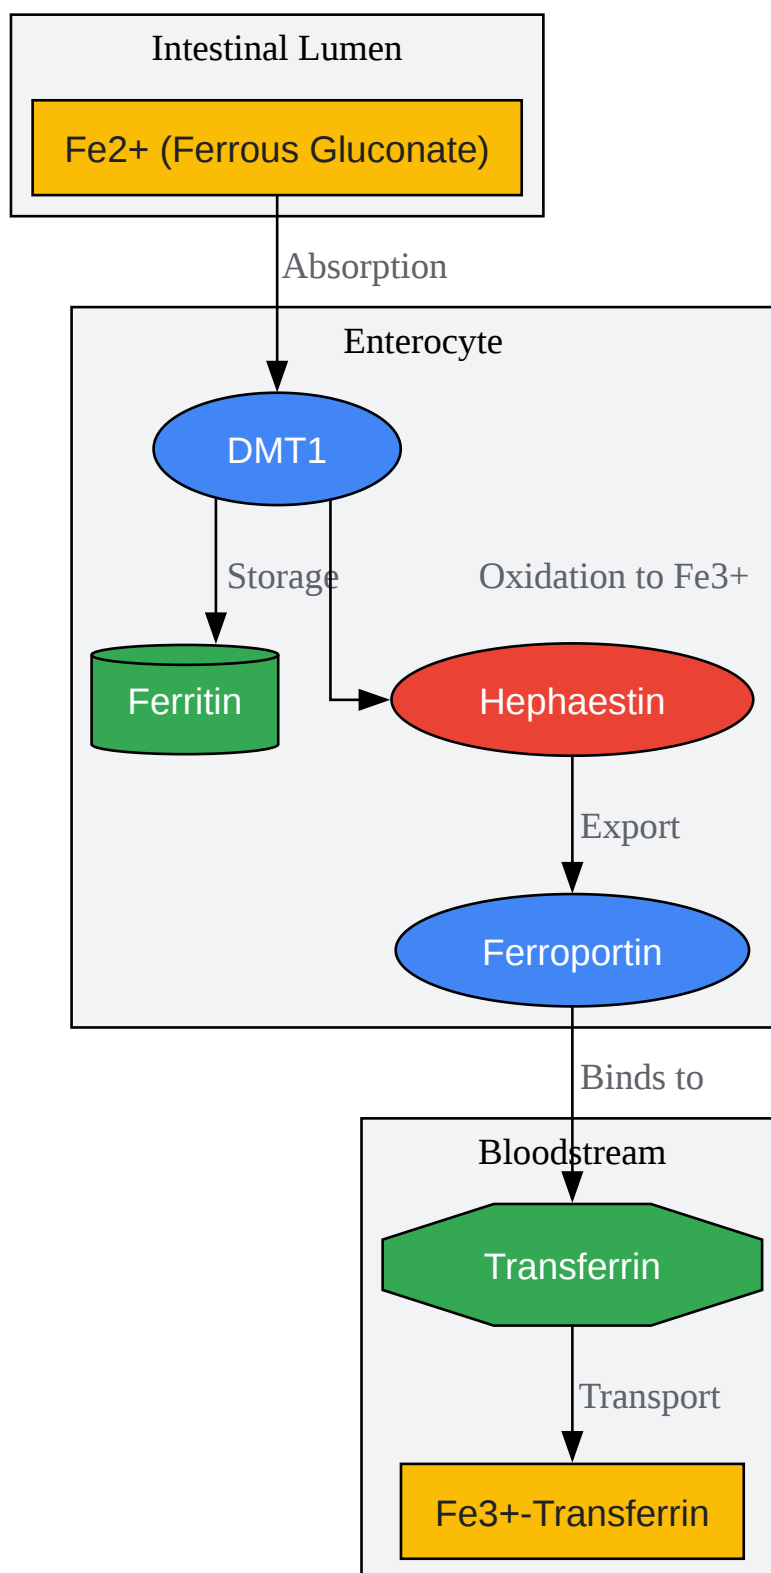 Intestinal Lumen
Fe2+ (Ferrous Gluconate)
Absorption
Enterocyte
DMT1
Storage
Oxidation to Fe3+
Ferritin
Hephaestin
Export
Ferroportin
Binds to
Bloodstream
Transferrin
Transport
Fe3+-Transferrin